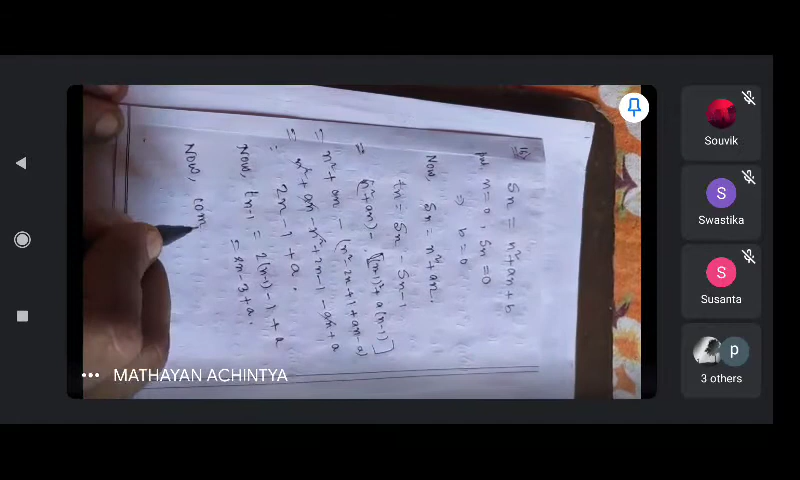 15)
Sn = n² + an + b
put, n=0, Sn = 0
⇒ b = 0
Now, Sn = n² + an.
tn = Sn - Sn-1
= (n²+an) - [(n-1)² + a(n-1)]
= n² + an - (n² - 2n + 1 + an - a)
= n² + an - n² + 2n - 1 - an + a
= 2n - 1 + a.
Now, tn-1 = 2(n-1) - 1 + a
= 2n - 3 + a.
Now, com
MATHAYAN ACHINTYA
Souvik
S
Swastika
S
Susanta
p
3 others